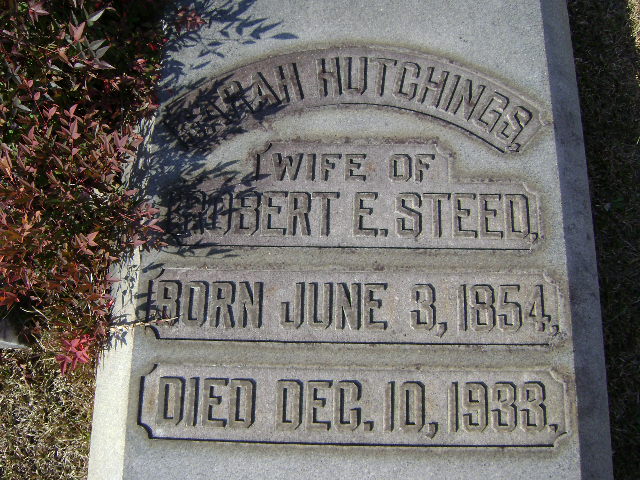 SARAH HUTCHINGS,
WIFE OF
ROBERT E. STEED,
BORN JUNE 3, 1854,
DIED DEC. 10, 1933.